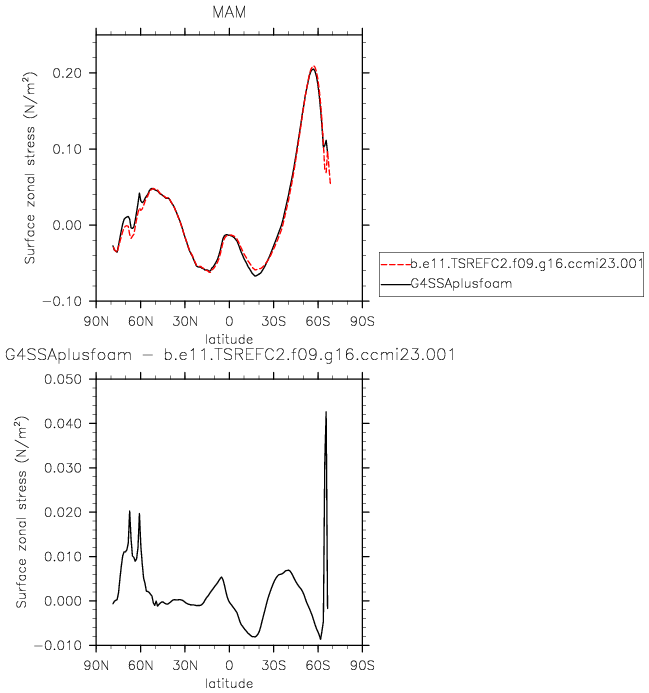 MAM
Surface zonal stress (N/m²)
0.20
0.10
0.00
−0.10
90N 60N 30N 0 30S 60S 90S
latitude
b.e11.TSREFC2.f09.g16.ccmi23.001
G4SSAplusfoam
G4SSAplusfoam − b.e11.TSREFC2.f09.g16.ccmi23.001
Surface zonal stress (N/m²)
0.050
0.040
0.030
0.020
0.010
0.000
−0.010
90N 60N 30N 0 30S 60S 90S
latitude